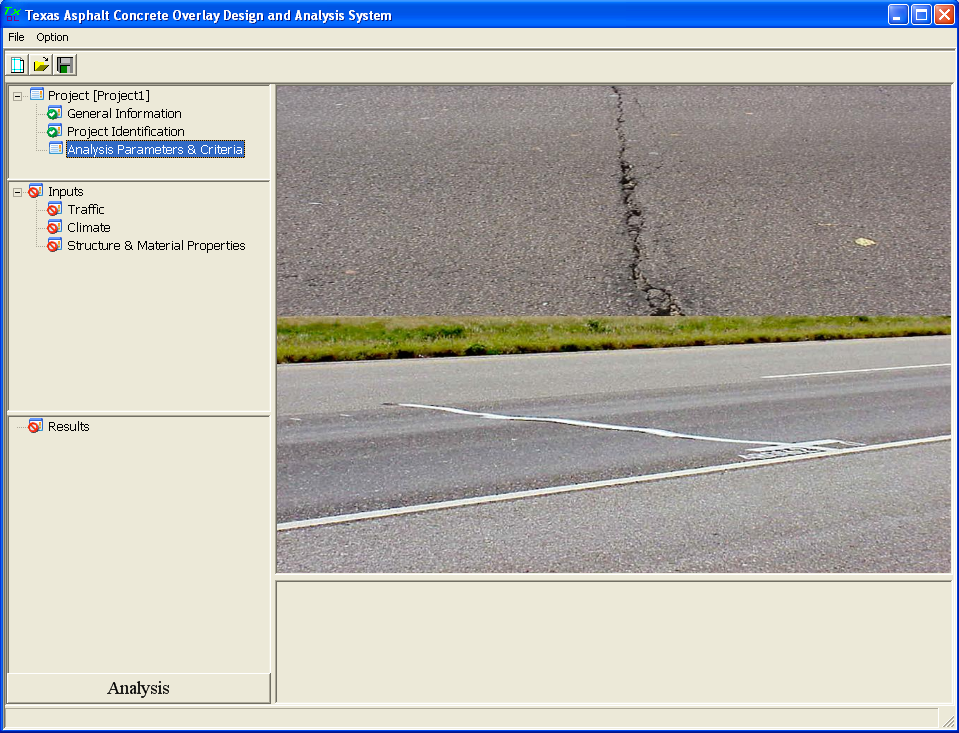 Texas Asphalt Concrete Overlay Design and Analysis System
File Option
Project [Project1]
General Information
Project Identification
Analysis Parameters & Criteria
Inputs
Traffic
Climate
Structure & Material Properties
Results
Analysis